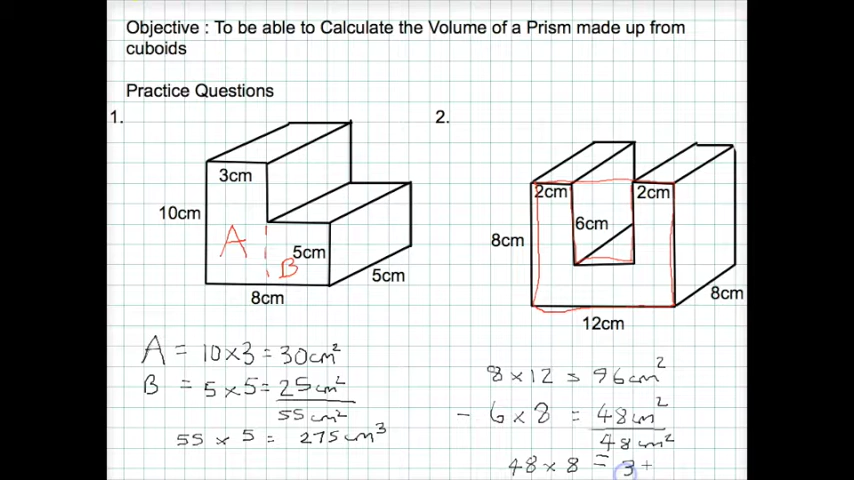 Objective : To be able to Calculate the Volume of a Prism made up from
cuboids
Practice Questions
1.
2.
3cm
10cm
A
B
5cm
5cm
8cm
2cm
2cm
6cm
8cm
8cm
12cm
A = 10 × 3 = 30cm²
B = 5 × 5 = 25cm²
55cm²
55 × 5 = 275cm³
8 × 12 = 96cm²
- 6 × 8 = 48cm²
48cm²
48 × 8 = 3